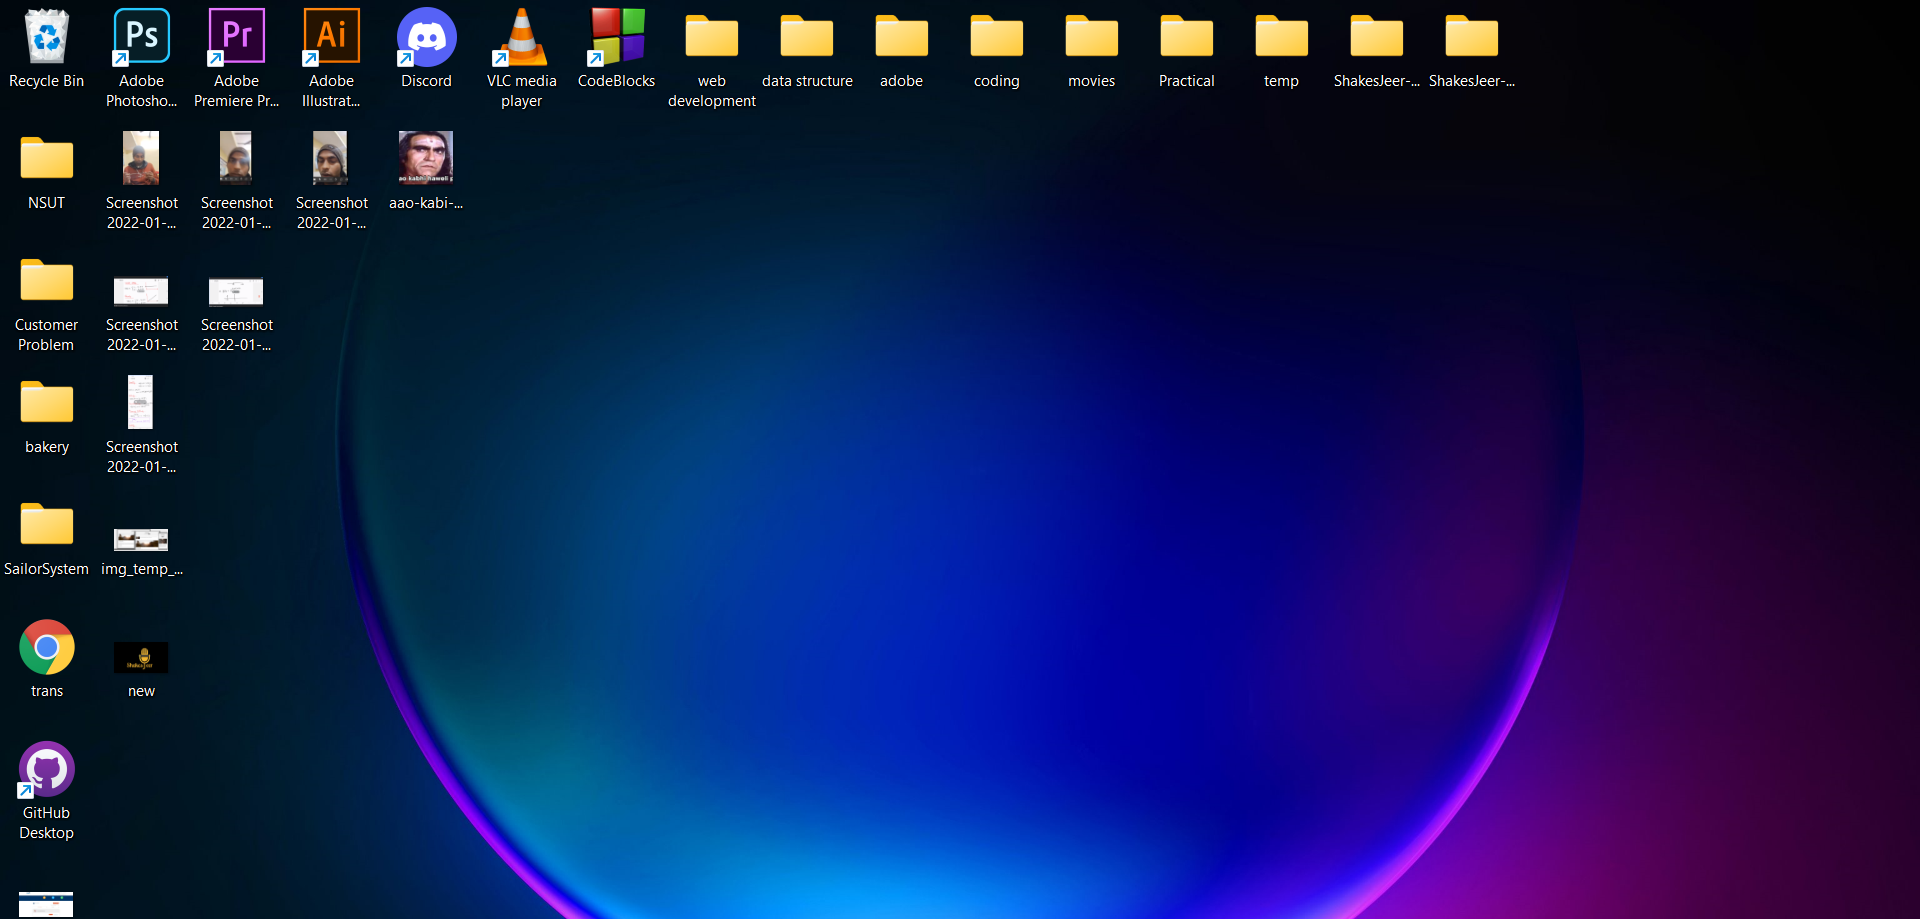 Ps
Pr
Ai
Recycle Bin
Adobe
Photosho...
Adobe
Premiere Pr...
Adobe
Illustrat...
Discord
VLC media
player
CodeBlocks
web
development
data structure
adobe
coding
movies
Practical
temp
ShakesJeer-...
ShakesJeer-...
NSUT
Screenshot
2022-01-...
Screenshot
2022-01-...
Screenshot
2022-01-...
aao-kabi-...
Customer
Problem
Screenshot
2022-01-...
Screenshot
2022-01-...
bakery
Screenshot
2022-01-...
SailorSystem
img_temp_...
trans
ShakesJeer
new
GitHub
Desktop